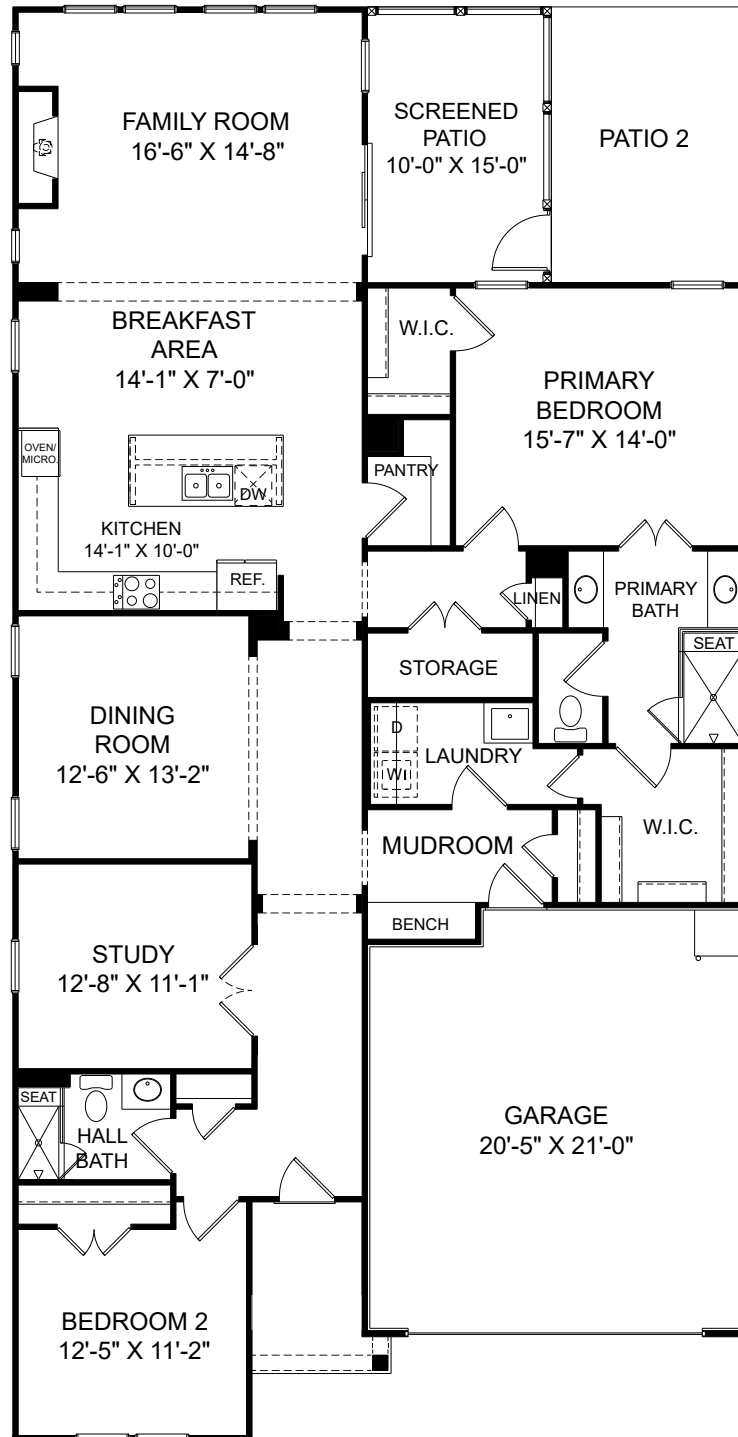 FAMILY ROOM
16'-6" X 14'-8"
SCREENED
PATIO
10'-0" X 15'-0"
PATIO 2
BREAKFAST
AREA
14'-1" X 7'-0"
W.I.C.
PRIMARY
BEDROOM
15'-7" X 14'-0"
OVEN/
MICRO.
DW
PANTRY
KITCHEN
14'-1" X 10'-0"
REF.
LINEN
PRIMARY
BATH
SEAT
STORAGE
DINING
ROOM
12'-6" X 13'-2"
D
W
LAUNDRY
W.I.C.
MUDROOM
BENCH
STUDY
12'-8" X 11'-1"
SEAT
HALL
BATH
GARAGE
20'-5" X 21'-0"
BEDROOM 2
12'-5" X 11'-2"